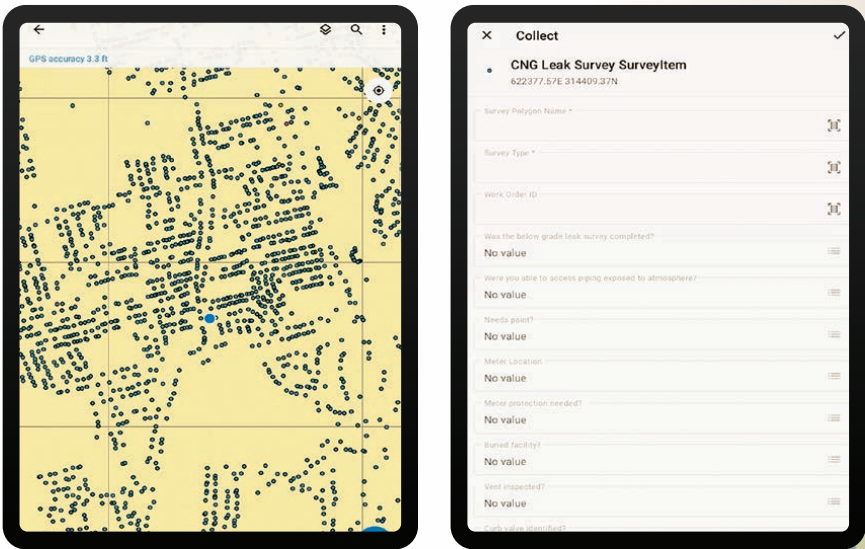 GPS accuracy 3.3 ft
Collect
CNG Leak Survey SurveyItem
622377.57E 314409.37N
Survey Polygon Name *
Survey Type *
Work Order ID
Was the below grade leak survey completed?
No value
Were you able to access piping exposed to atmosphere?
No value
Needs paint?
No value
Meter Location
No value
Meter protection needed?
No value
Buried facility?
No value
Vent inspected?
No value
Curb valve identified?